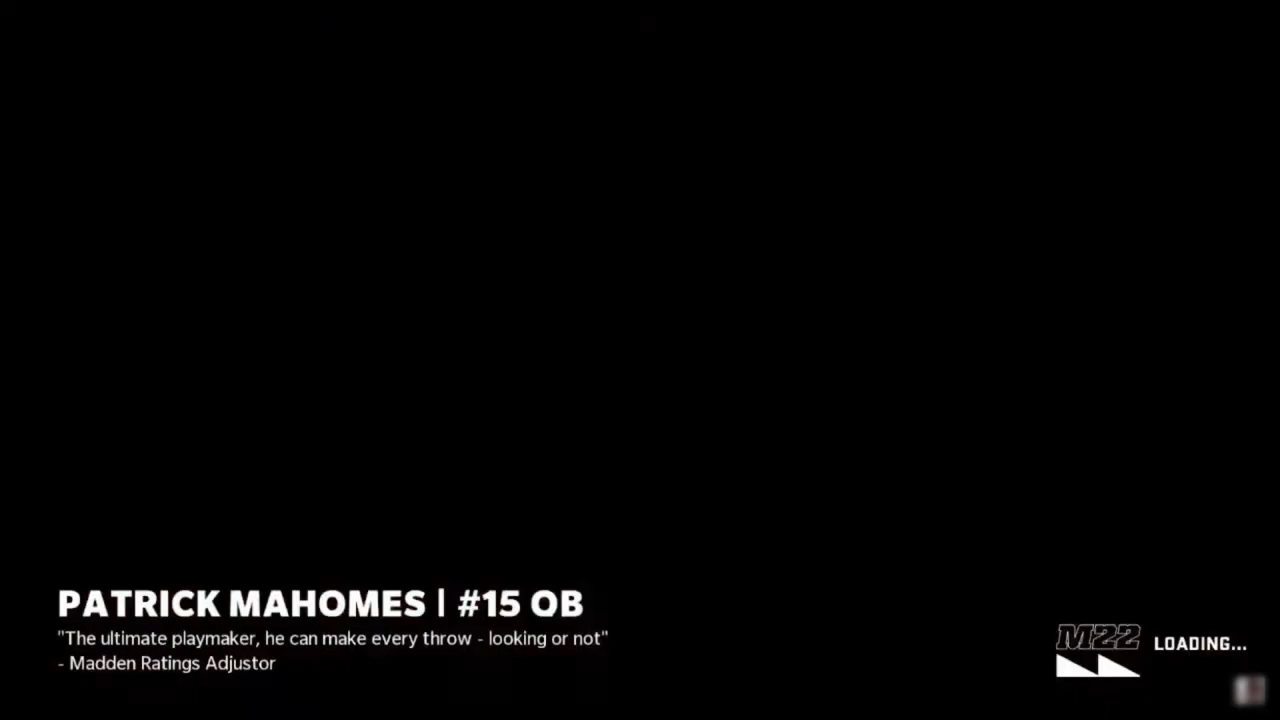 PATRICK MAHOMES | #15 QB
"The ultimate playmaker, he can make every throw - looking or not"
- Madden Ratings Adjustor
M22 LOADING...